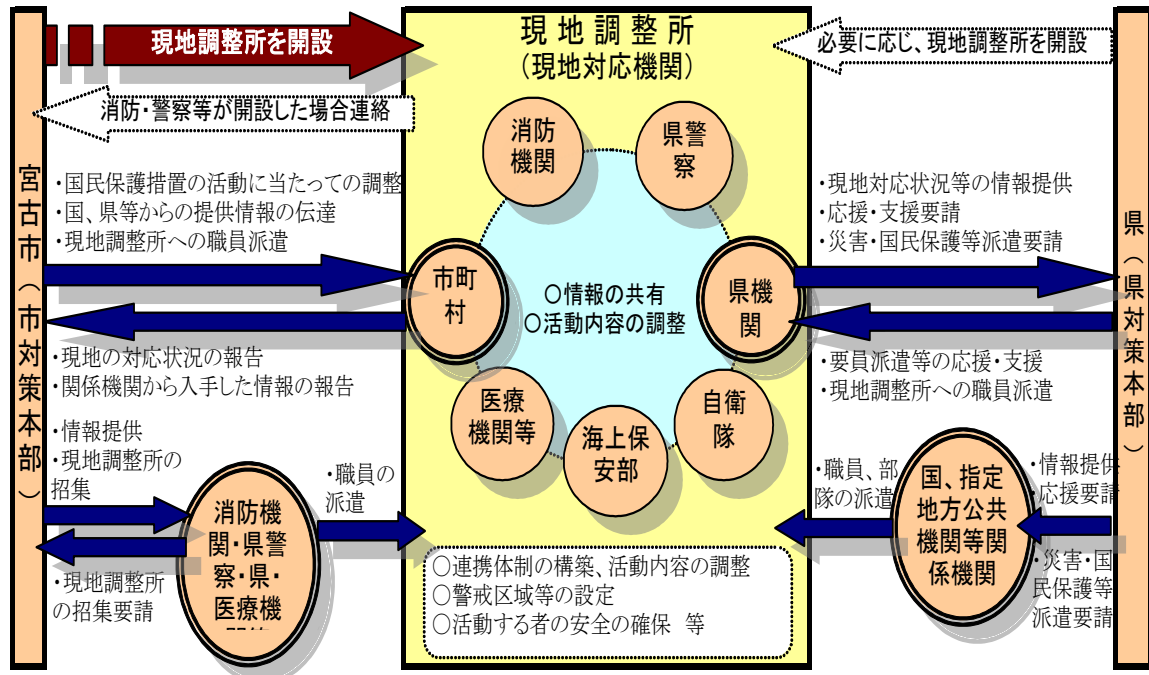 現地調整所を開設
現地調整所
（現地対応機関）
必要に応じ、現地調整所を開設
消防・警察等が開設した場合連絡
宮古市（市対策本部）
県（県対策本部）
・国民保護措置の活動に当たっての調整
・国、県等からの提供情報の伝達
・現地調整所への職員派遣
・現地の対応状況の報告
・関係機関から入手した情報の報告
・情報提供
・現地調整所の
招集
・現地調整所
の招集要請
消防機
関・県警
察・県・
医療機
・職員の
派遣
消防
機関
県警
察
市町
村
県機
関
医療
機関等
海上保
安部
自衛
隊
○情報の共有
○活動内容の調整
○連携体制の構築、活動内容の調整
○警戒区域等の設定
○活動する者の安全の確保 等
・現地対応状況等の情報提供
・応援・支援要請
・災害・国民保護等派遣要請
・要員派遣等の応援・支援
・現地調整所への職員派遣
・職員、部
隊の派遣
国、指定
地方公共
機関等関
係機関
・情報提供
・応援要請
・災害・国
民保護等
派遣要請